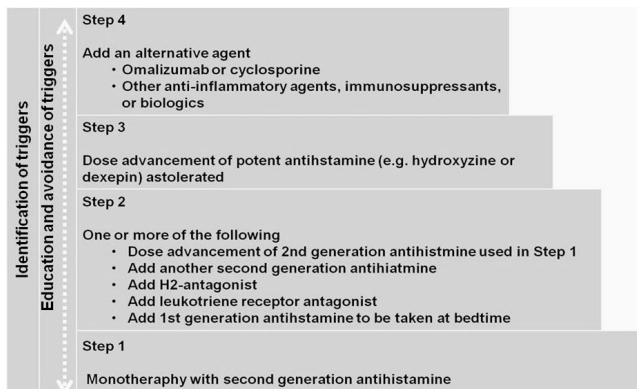 Identification of triggers
Education and avoidance of triggers
Step 4
Add an alternative agent
• Omalizumab or cyclosporine
• Other anti-inflammatory agents, immunosuppressants,
or biologics
Step 3
Dose advancement of potent antihstamine (e.g. hydroxyzine or
dexepin) astolerated
Step 2
One or more of the following
• Dose advancement of 2nd generation antihistmine used in Step 1
• Add another second generation antihiatmine
• Add H2-antagonist
• Add leukotriene receptor antagonist
• Add 1st generation antihstamine to be taken at bedtime
Step 1
Monotheraphy with second generation antihistamine